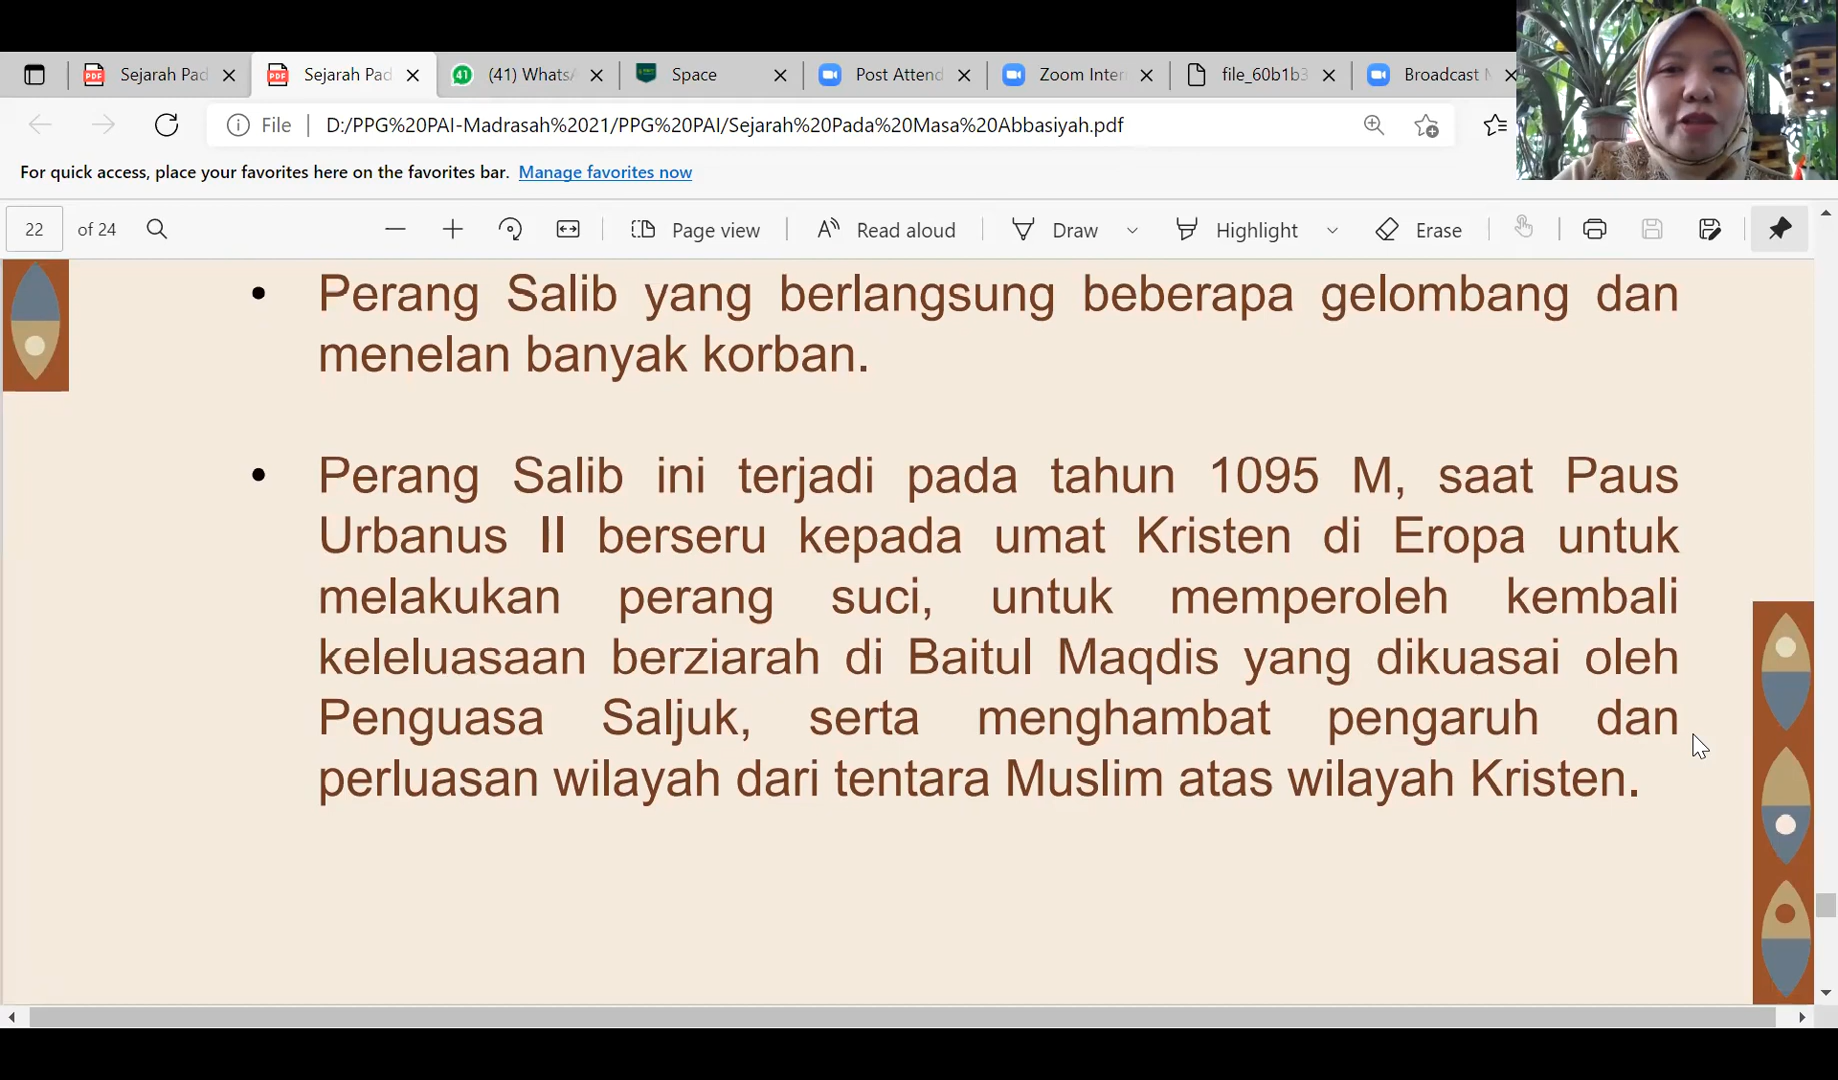 Sejarah Pad
Sejarah Pad
41
(41) WhatsA
Space
Post Attend
Zoom Inter
file_60b1b3
Broadcast M
File
D:/PPG%20PAI-Madrasah%2021/PPG%20PAI/Sejarah%20Pada%20Masa%20Abbasiyah.pdf
For quick access, place your favorites here on the favorites bar. Manage favorites now
22 of 24
Page view
Read aloud
Draw
Highlight
Erase
• Perang Salib yang berlangsung beberapa gelombang dan
menelan banyak korban.
• Perang Salib ini terjadi pada tahun 1095 M, saat Paus
Urbanus II berseru kepada umat Kristen di Eropa untuk
melakukan perang suci, untuk memperoleh kembali
keleluasaan berziarah di Baitul Maqdis yang dikuasai oleh
Penguasa Saljuk, serta menghambat pengaruh dan
perluasan wilayah dari tentara Muslim atas wilayah Kristen.